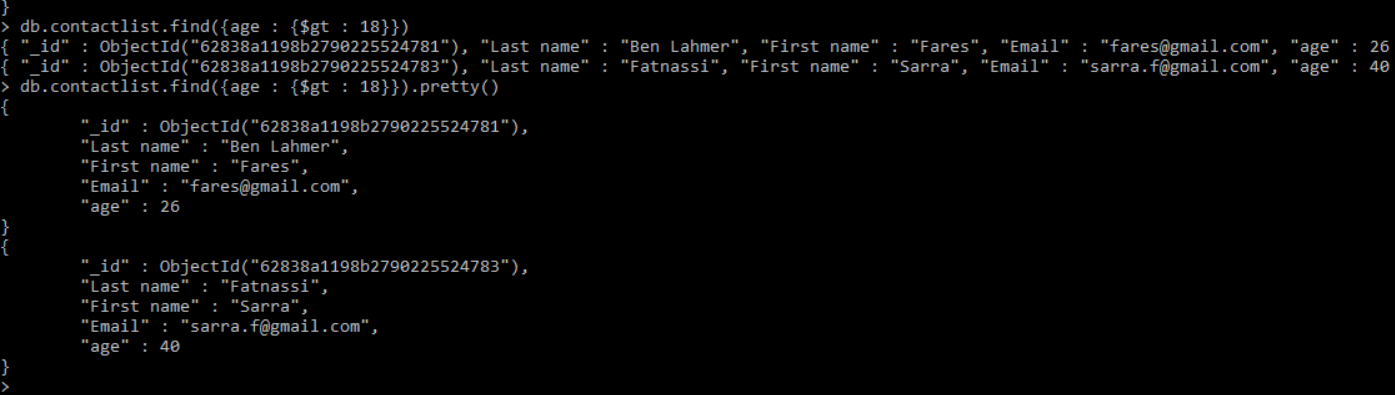 }
> db.contactlist.find({age : {$gt : 18}})
{ "_id" : ObjectId("62838a1198b2790225524781"), "Last name" : "Ben Lahmer", "First name" : "Fares", "Email" : "fares@gmail.com", "age" : 26
{ "_id" : ObjectId("62838a1198b2790225524783"), "Last name" : "Fatnassi", "First name" : "Sarra", "Email" : "sarra.f@gmail.com", "age" : 40
> db.contactlist.find({age : {$gt : 18}}).pretty()
{
        "_id" : ObjectId("62838a1198b2790225524781"),
        "Last name" : "Ben Lahmer",
        "First name" : "Fares",
        "Email" : "fares@gmail.com",
        "age" : 26
}
{
        "_id" : ObjectId("62838a1198b2790225524783"),
        "Last name" : "Fatnassi",
        "First name" : "Sarra",
        "Email" : "sarra.f@gmail.com",
        "age" : 40
}
>